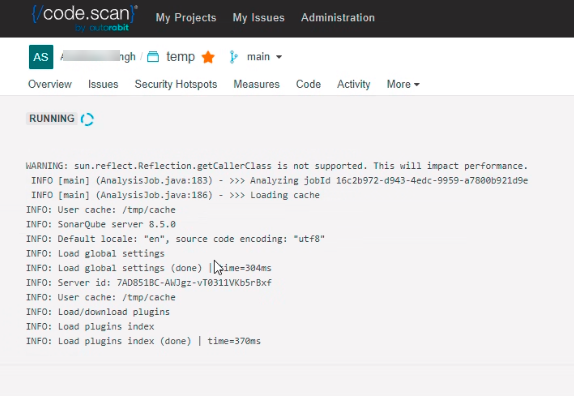 {/code.scan}® My Projects My Issues Administration
by autorabit
AS ngh / temp main
Overview Issues Security Hotspots Measures Code Activity More
RUNNING
WARNING: sun.reflect.Reflection.getCallerClass is not supported. This will impact performance.
INFO [main] (AnalysisJob.java:183) - >>> Analyzing jobId 16c2b972-d943-4edc-9959-a7800b921d9e
INFO [main] (AnalysisJob.java:186) - >>> Loading cache
INFO: User cache: /tmp/cache
INFO: SonarQube server 8.5.0
INFO: Default locale: "en", source code encoding: "utf8"
INFO: Load global settings
INFO: Load global settings (done) | time=304ms
INFO: Server id: 7AD851BC-AWJgz-vT0311VKb5rBxf
INFO: User cache: /tmp/cache
INFO: Load/download plugins
INFO: Load plugins index
INFO: Load plugins index (done) | time=370ms